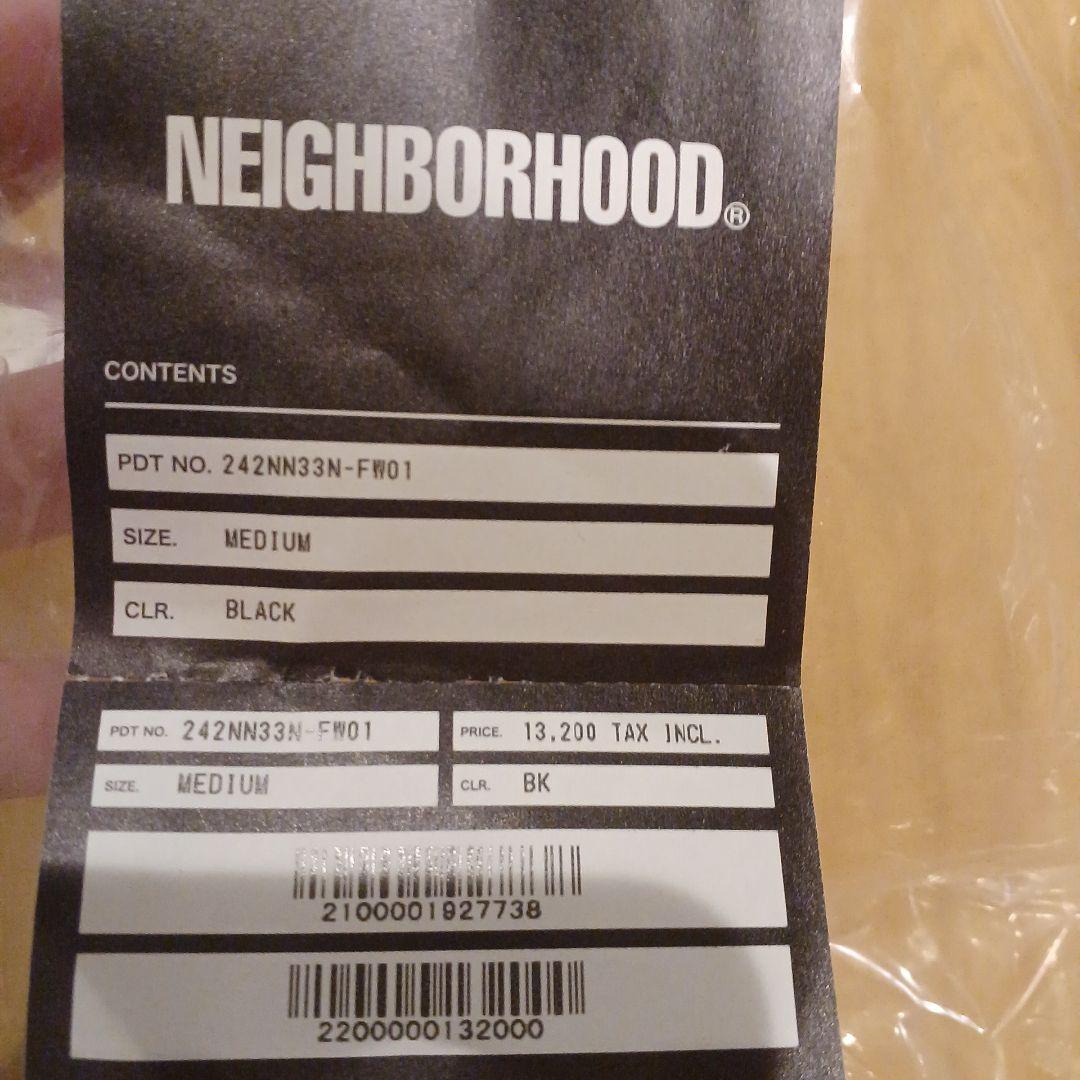 NEIGHBORHOOD®
CONTENTS
PDT NO. 242NN33N-FW01
SIZE. MEDIUM
CLR. BLACK
PDT NO. 242NN33N-FW01
PRICE. 13,200 TAX INCL.
SIZE. MEDIUM
CLR. BK
2100001927738
2200000132000